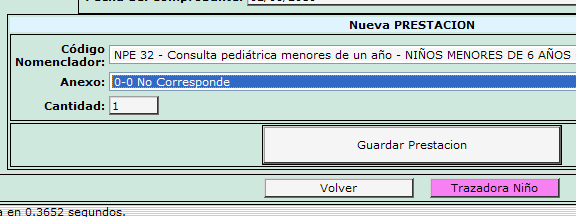 Nueva PRESTACION
Código Nomenclador: NPE 32 - Consulta pediátrica menores de un año - NIÑOS MENORES DE 6 AÑOS
Anexo: 0-0 No Corresponde
Cantidad: 1
Guardar Prestacion
Volver Trazadora Niño
en 0.3652 segundos.